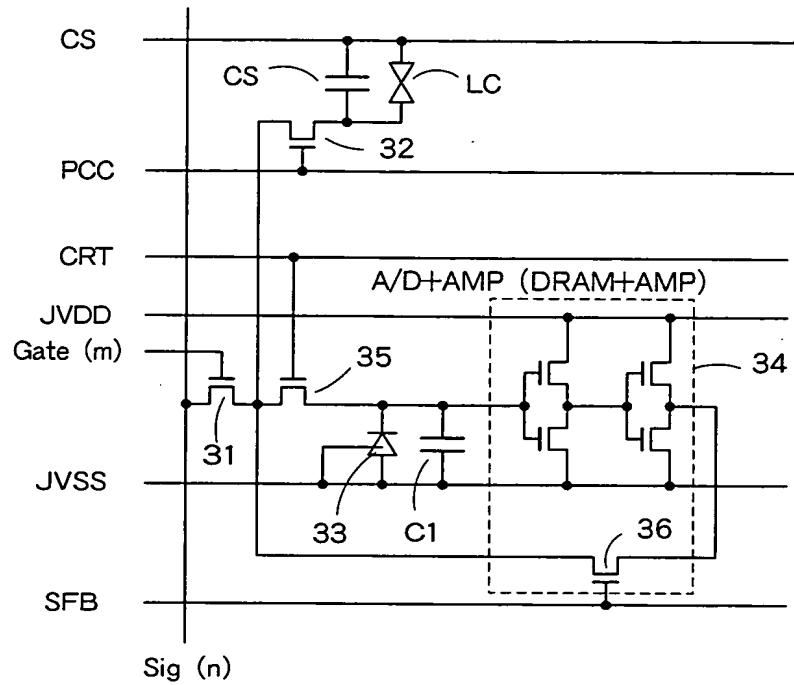 CS
CS
LC
32
PCC
CRT
A/D+AMP (DRAM+AMP)
JVDD
Gate (m)
35
34
31
JVSS
33
C1
36
SFB
Sig (n)